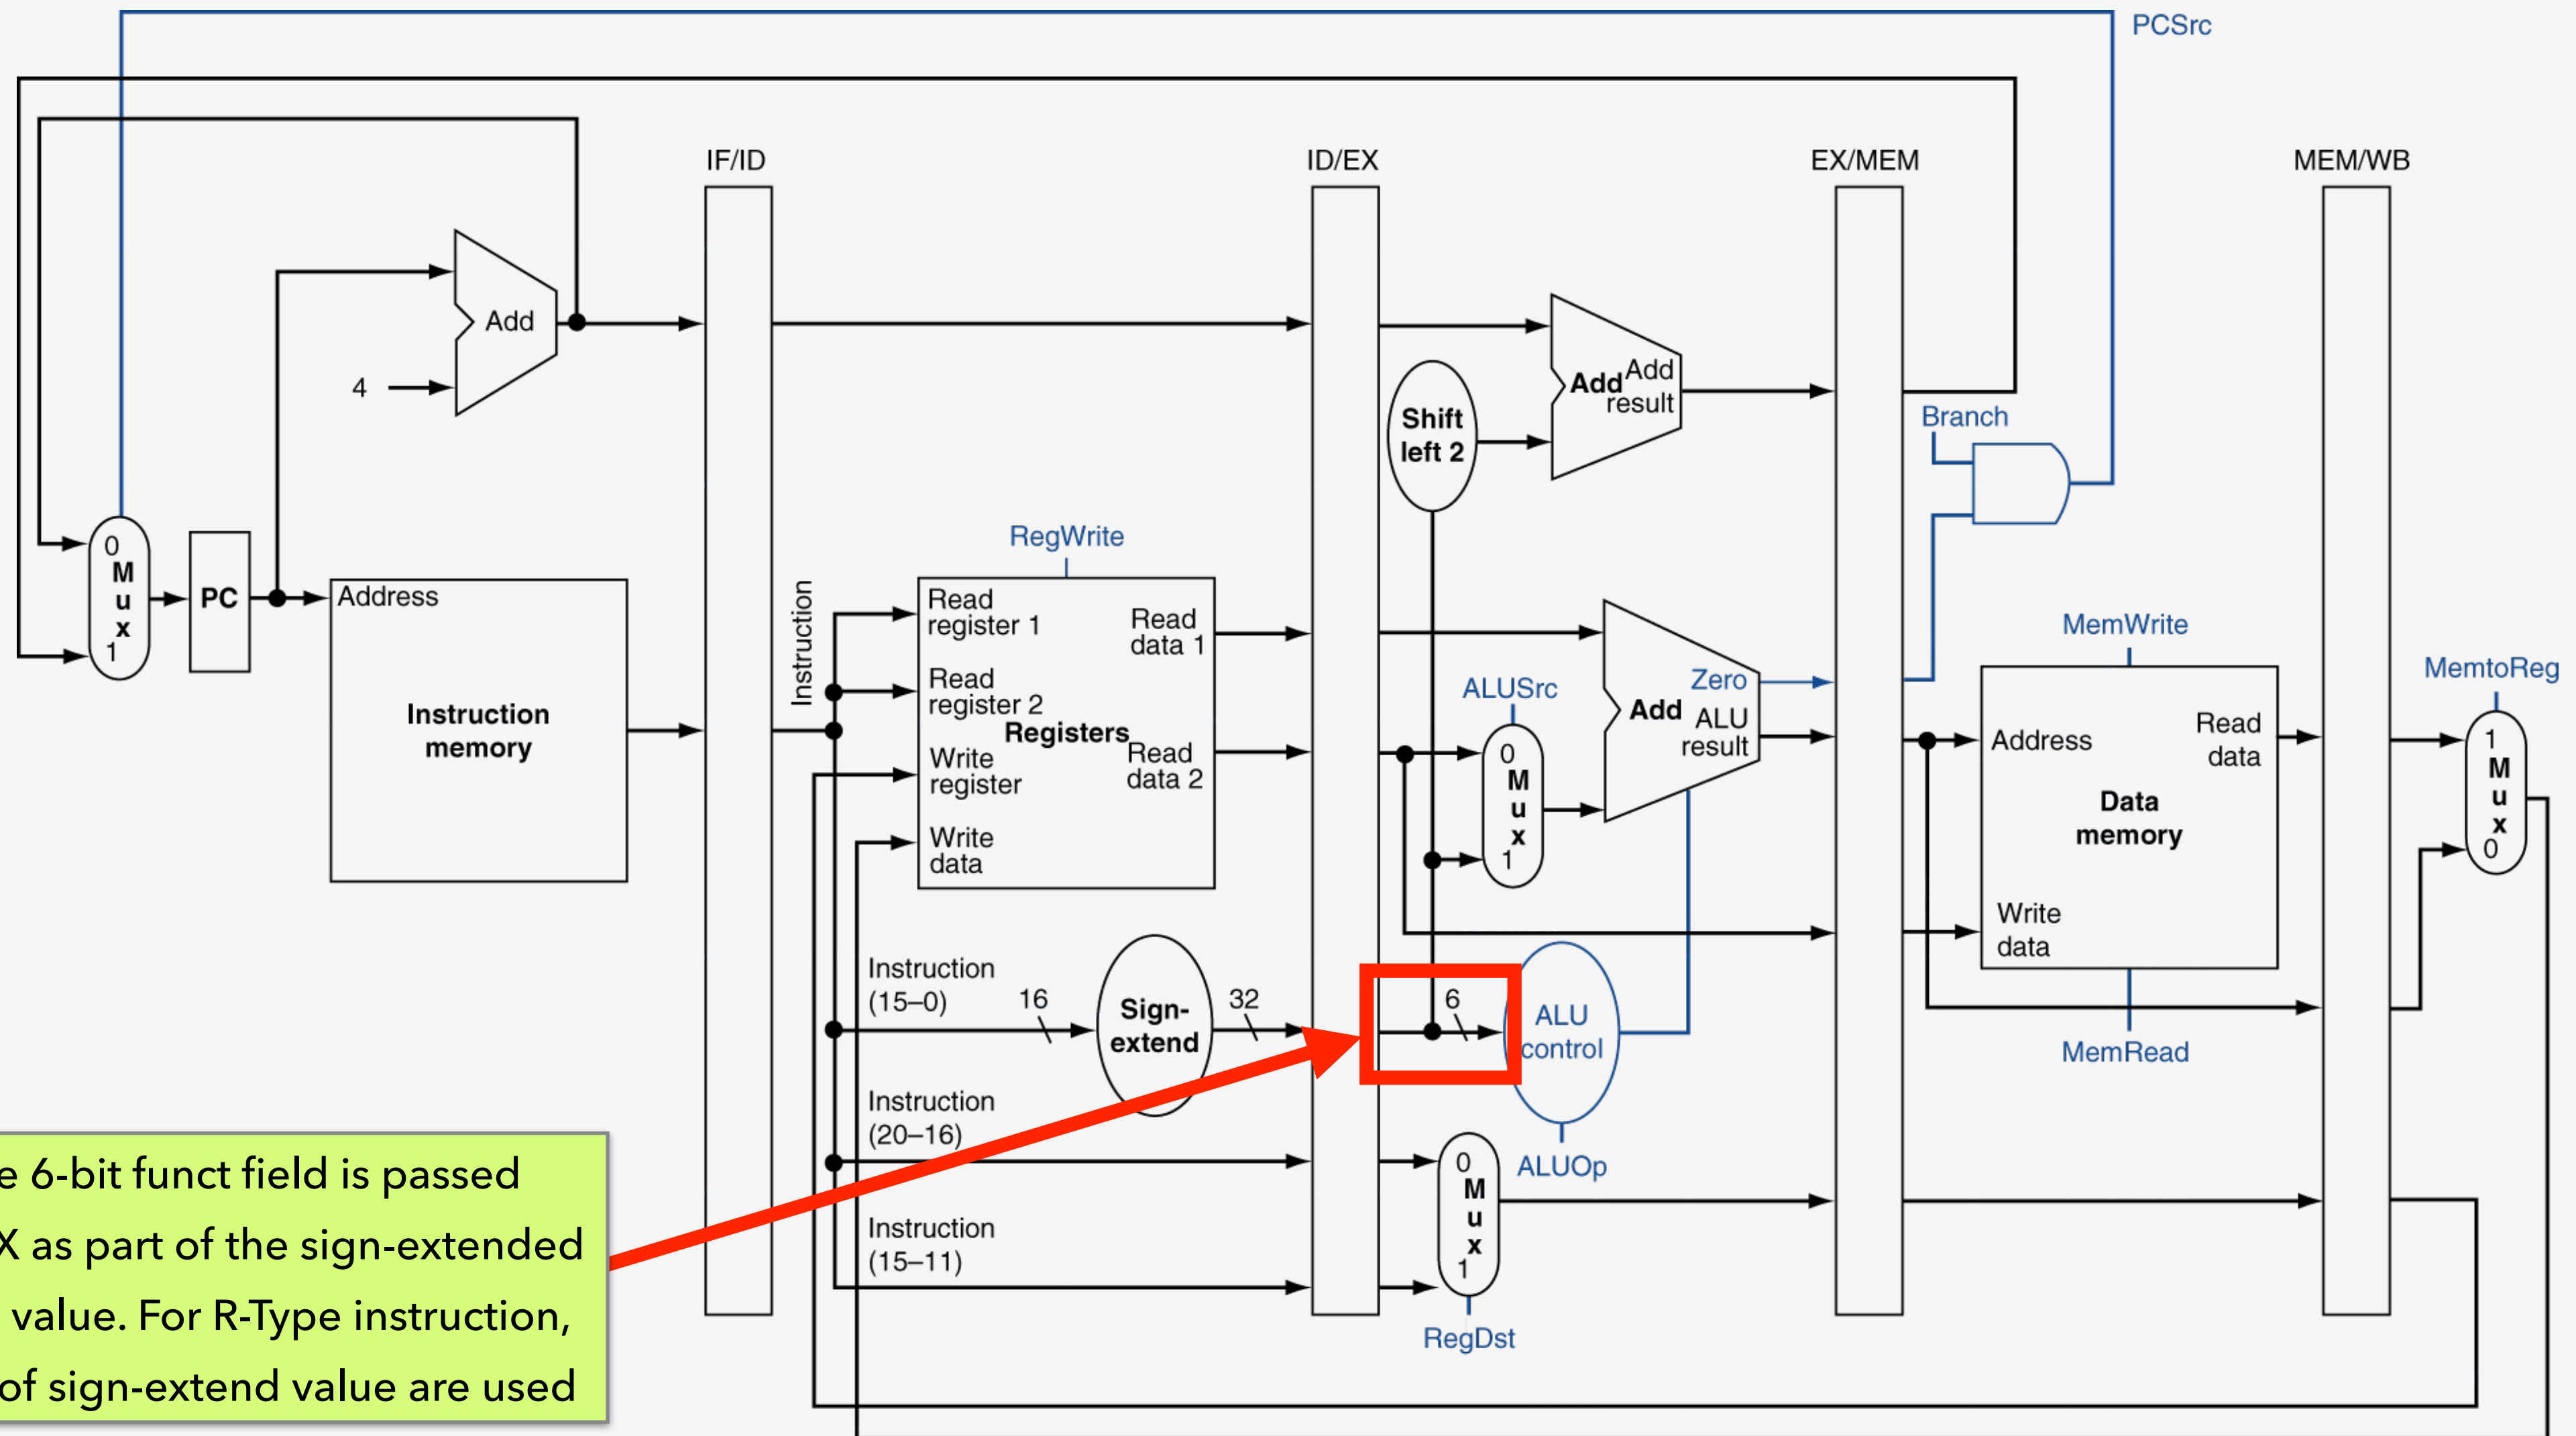 PCSrc
IF/ID
ID/EX
EX/MEM
MEM/WB
Add
4
Add
Add
result
Shift
left 2
Branch
0
M
u
x
1
PC
Address
Instruction
memory
Instruction
RegWrite
Read
register 1
Read
data 1
Read
register 2
Registers
Write
register
Read
data 2
Write
data
ALUSrc
0
M
u
x
1
Zero
Add
ALU
result
MemWrite
Address
Read
data
Data
memory
Write
data
MemRead
MemtoReg
1
M
u
x
0
Instruction
(15–0)
16
Sign-
extend
32
6
ALU
control
ALUOp
Instruction
(20–16)
Instruction
(15–11)
0
M
u
x
1
RegDst
6-bit funct field is passed
as part of the sign-extended
value. For R-Type instruction,
of sign-extend value are used